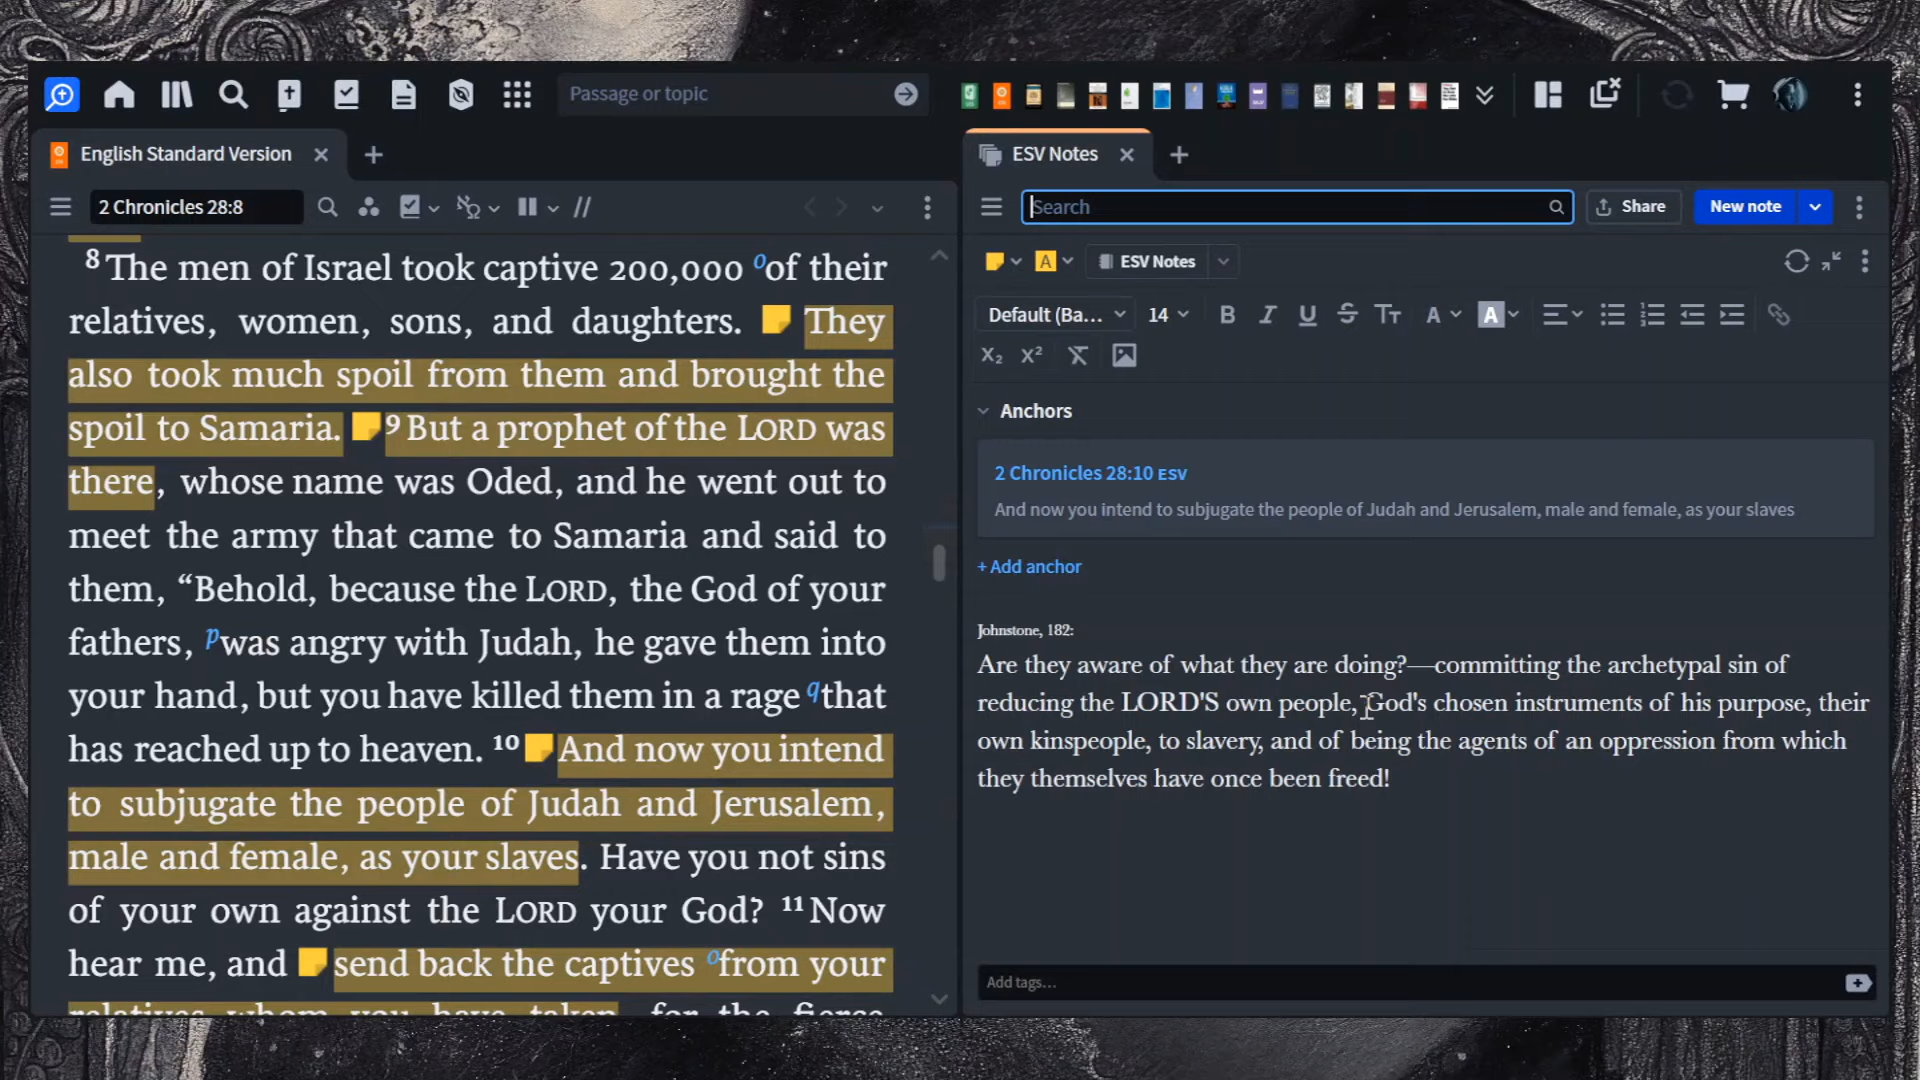 Passage or topic
English Standard Version
ESV Notes
2 Chronicles 28:8
Search
Share
New note
8 The men of Israel took captive 200,000 o of their
relatives, women, sons, and daughters. They
also took much spoil from them and brought the
spoil to Samaria. 9 But a prophet of the LORD was
there, whose name was Oded, and he went out to
meet the army that came to Samaria and said to
them, “Behold, because the LORD, the God of your
fathers, p was angry with Judah, he gave them into
your hand, but you have killed them in a rage q that
has reached up to heaven. 10 And now you intend
to subjugate the people of Judah and Jerusalem,
male and female, as your slaves. Have you not sins
of your own against the LORD your God? 11 Now
hear me, and send back the captives o from your
relatives whom you have taken, for the fierce
A ESV Notes
Default (Ba... 14 B I U S Tt A A
X₂ X² T
Anchors
2 Chronicles 28:10 ESV
And now you intend to subjugate the people of Judah and Jerusalem, male and female, as your slaves
+ Add anchor
Johnstone, 182:
Are they aware of what they are doing?—committing the archetypal sin of
reducing the LORD'S own people, God's chosen instruments of his purpose, their
own kinspeople, to slavery, and of being the agents of an oppression from which
they themselves have once been freed!
Add tags...